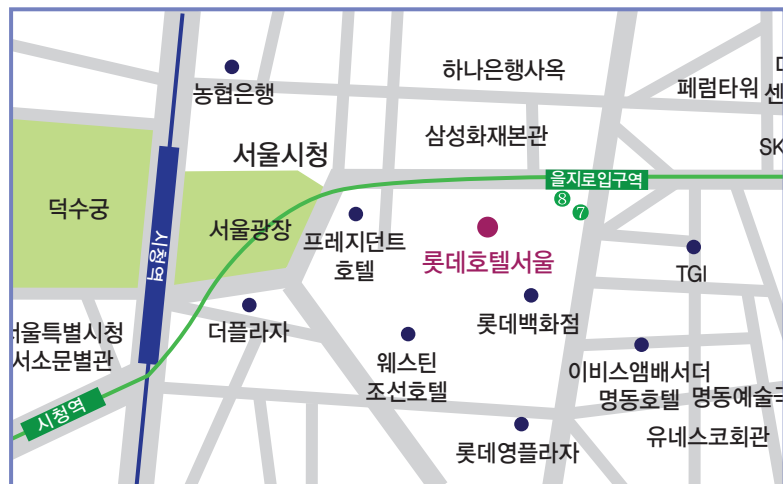 하나은행사옥
농협은행
페럼타워
센
삼성화재본관
서울시청
SK
을지로입구역
덕수궁
8
7
서울광장
프레지던트
호텔
시청역
롯데호텔서울
TGI
더플라자
롯데백화점
서울특별시청
서소문별관
웨스틴
조선호텔
이비스앰배서더
명동호텔
명동예술극
시청역
롯데영플라자
유네스코회관